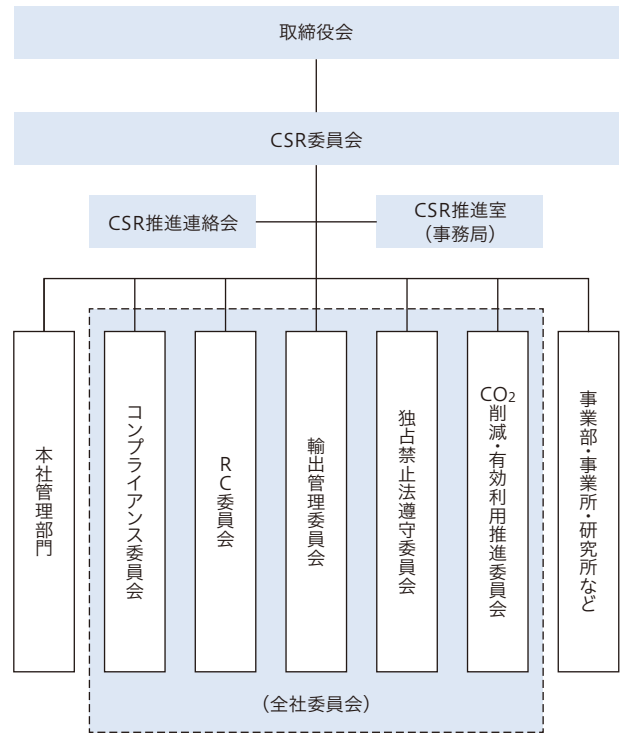 取締役会
CSR委員会
CSR推進連絡会
CSR推進室
（事務局）
本社管理部門
コンプライアンス委員会
RC委員会
輸出管理委員会
独占禁止法遵守委員会
CO₂削減・有効利用推進委員会
事業部・事業所・研究所など
（全社委員会）